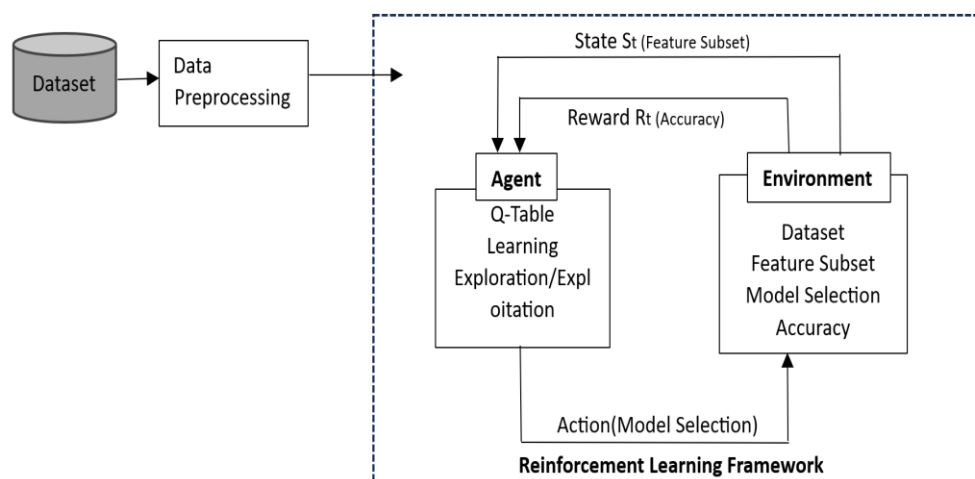 Dataset
Data
Preprocessing
State St (Feature Subset)
Reward Rt (Accuracy)
Agent
Q-Table
Learning
Exploration/Expl
oitation
Environment
Dataset
Feature Subset
Model Selection
Accuracy
Action(Model Selection)
Reinforcement Learning Framework